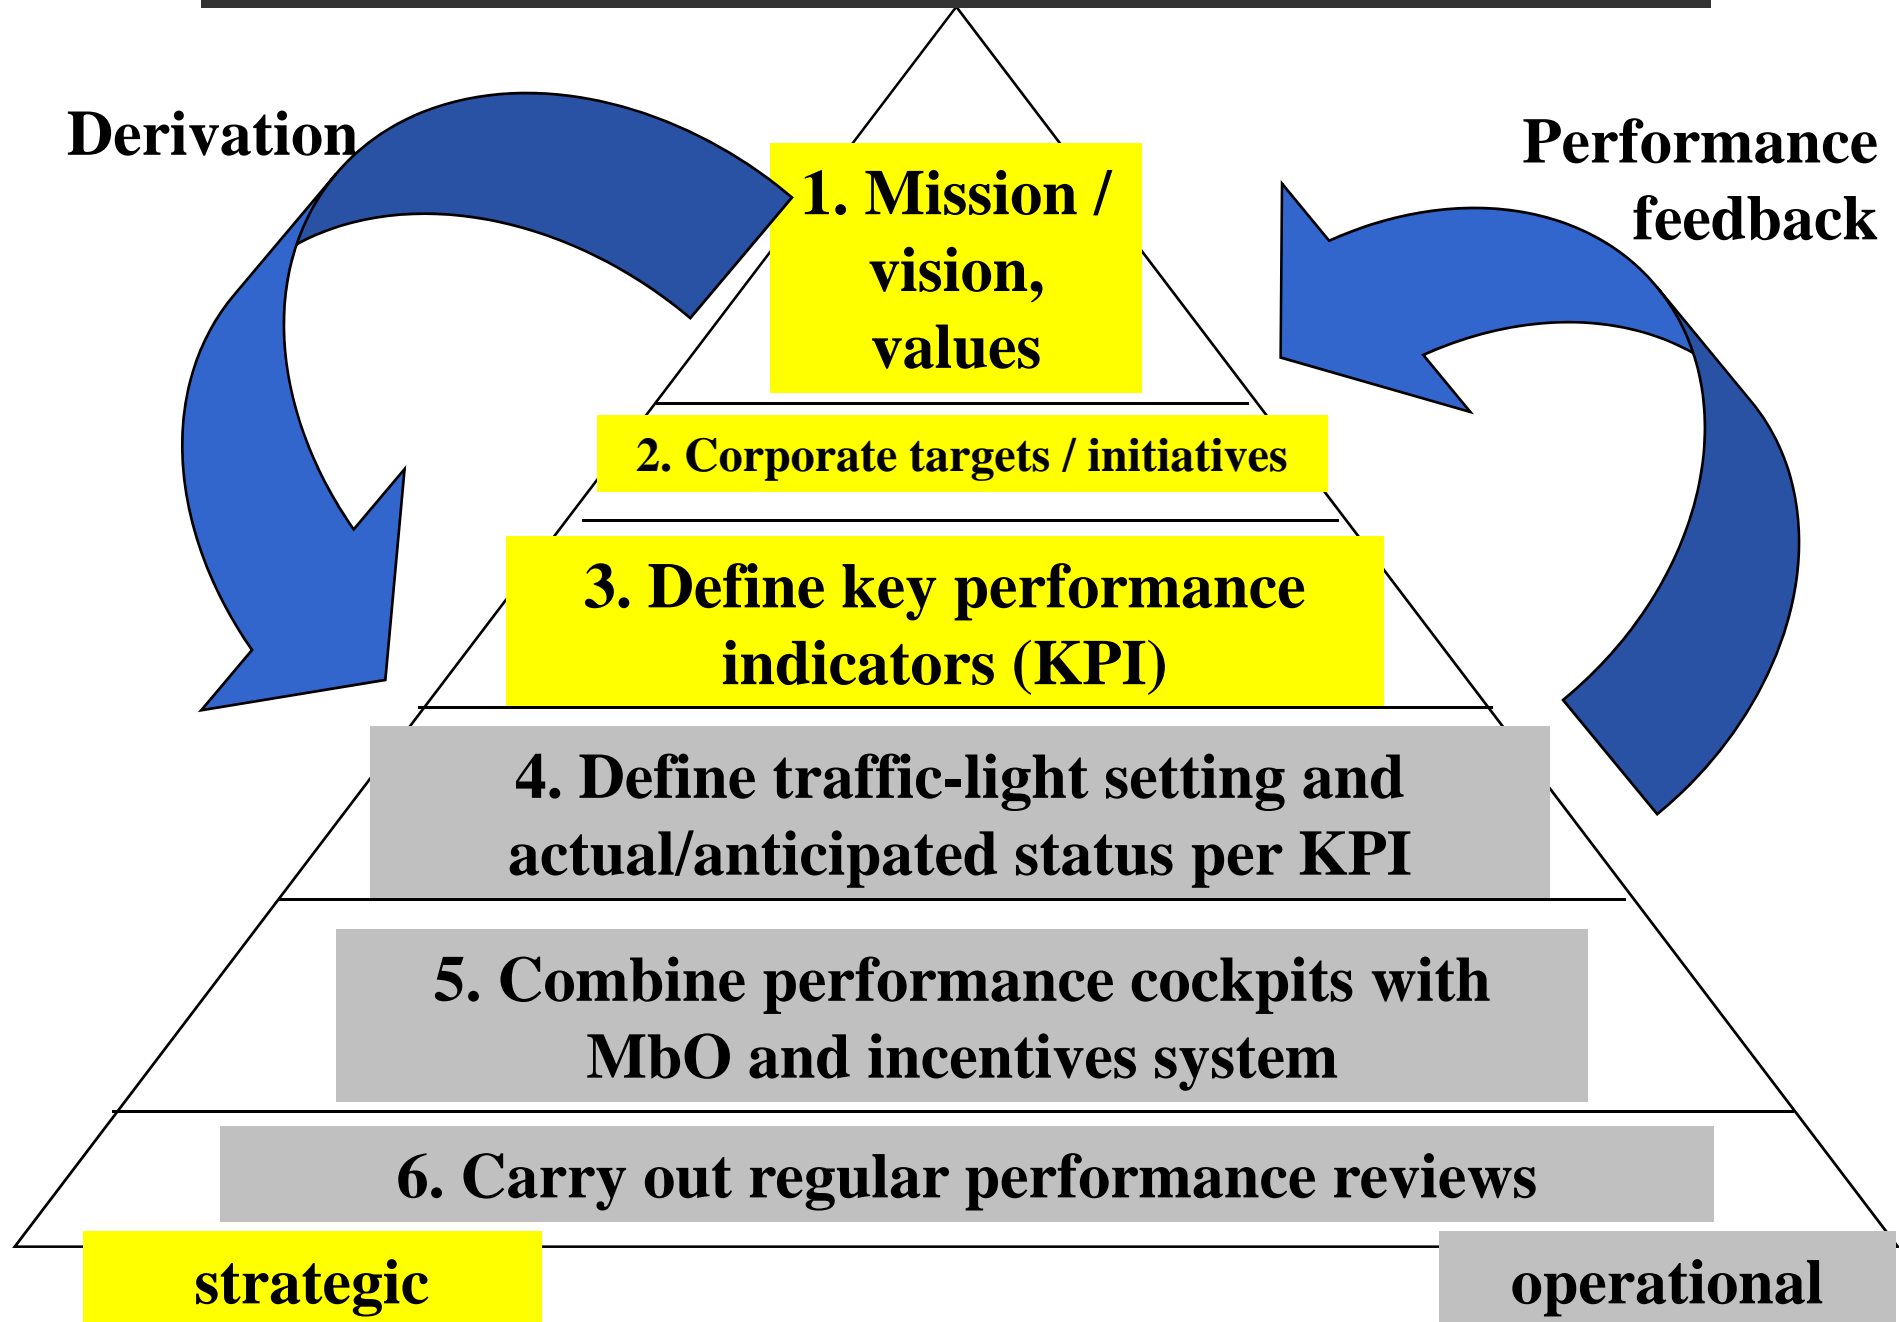 Derivation
Performance
feedback
1. Mission /
vision,
values
2. Corporate targets / initiatives
3. Define key performance
indicators (KPI)
4. Define traffic-light setting and
actual/anticipated status per KPI
5. Combine performance cockpits with
MbO and incentives system
6. Carry out regular performance reviews
strategic
operational